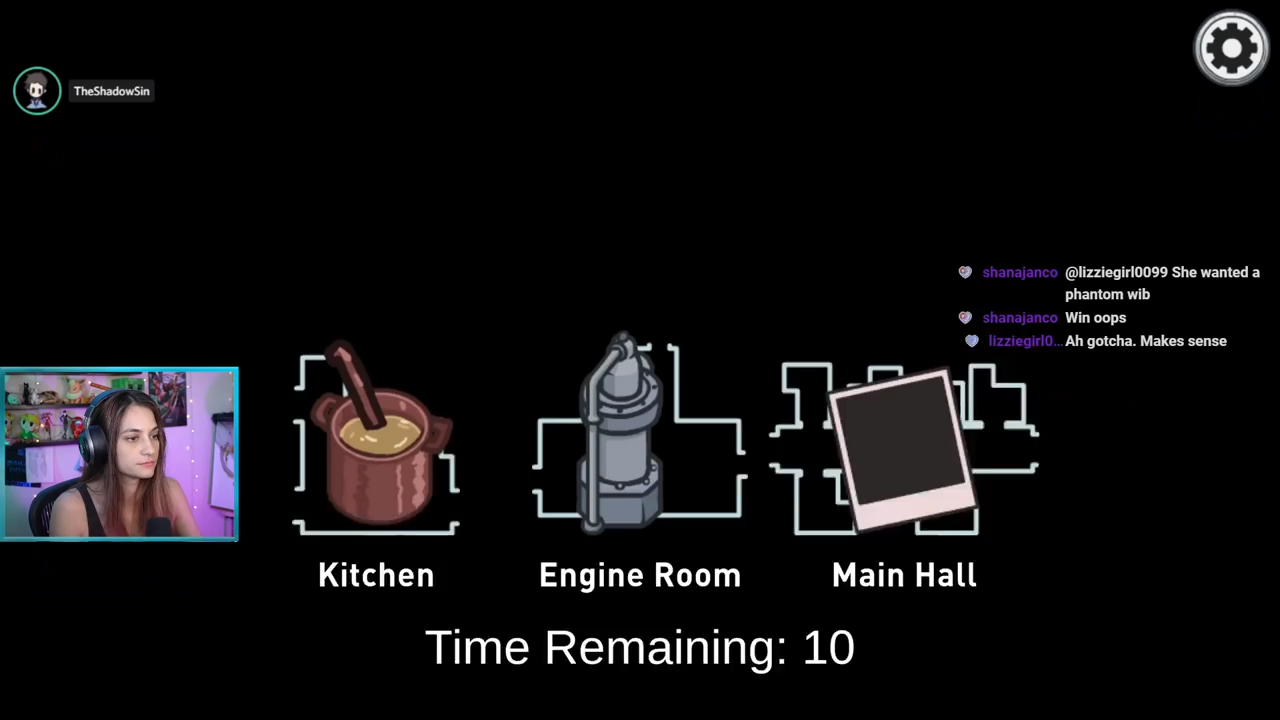 TheShadowSin
shanajanco @lizziegirl0099 She wanted a
phantom wib
shanajanco Win oops
lizziegirl0... Ah gotcha. Makes sense
Kitchen
Engine Room
Main Hall
Time Remaining: 10